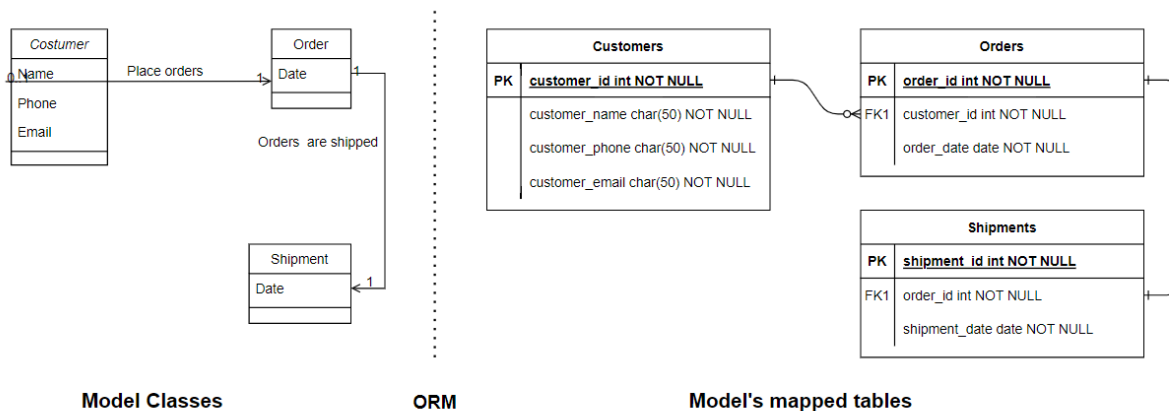 Costumer
Name
Phone
Email
0..1
Place orders
1
Order
Date
1
Orders are shipped
Shipment
Date
1
Customers
PK customer_id int NOT NULL
customer_name char(50) NOT NULL
customer_phone char(50) NOT NULL
customer_email char(50) NOT NULL
Orders
PK order_id int NOT NULL
FK1 customer_id int NOT NULL
order_date date NOT NULL
Shipments
PK shipment_id int NOT NULL
FK1 order_id int NOT NULL
shipment_date date NOT NULL
Model Classes
ORM
Model's mapped tables